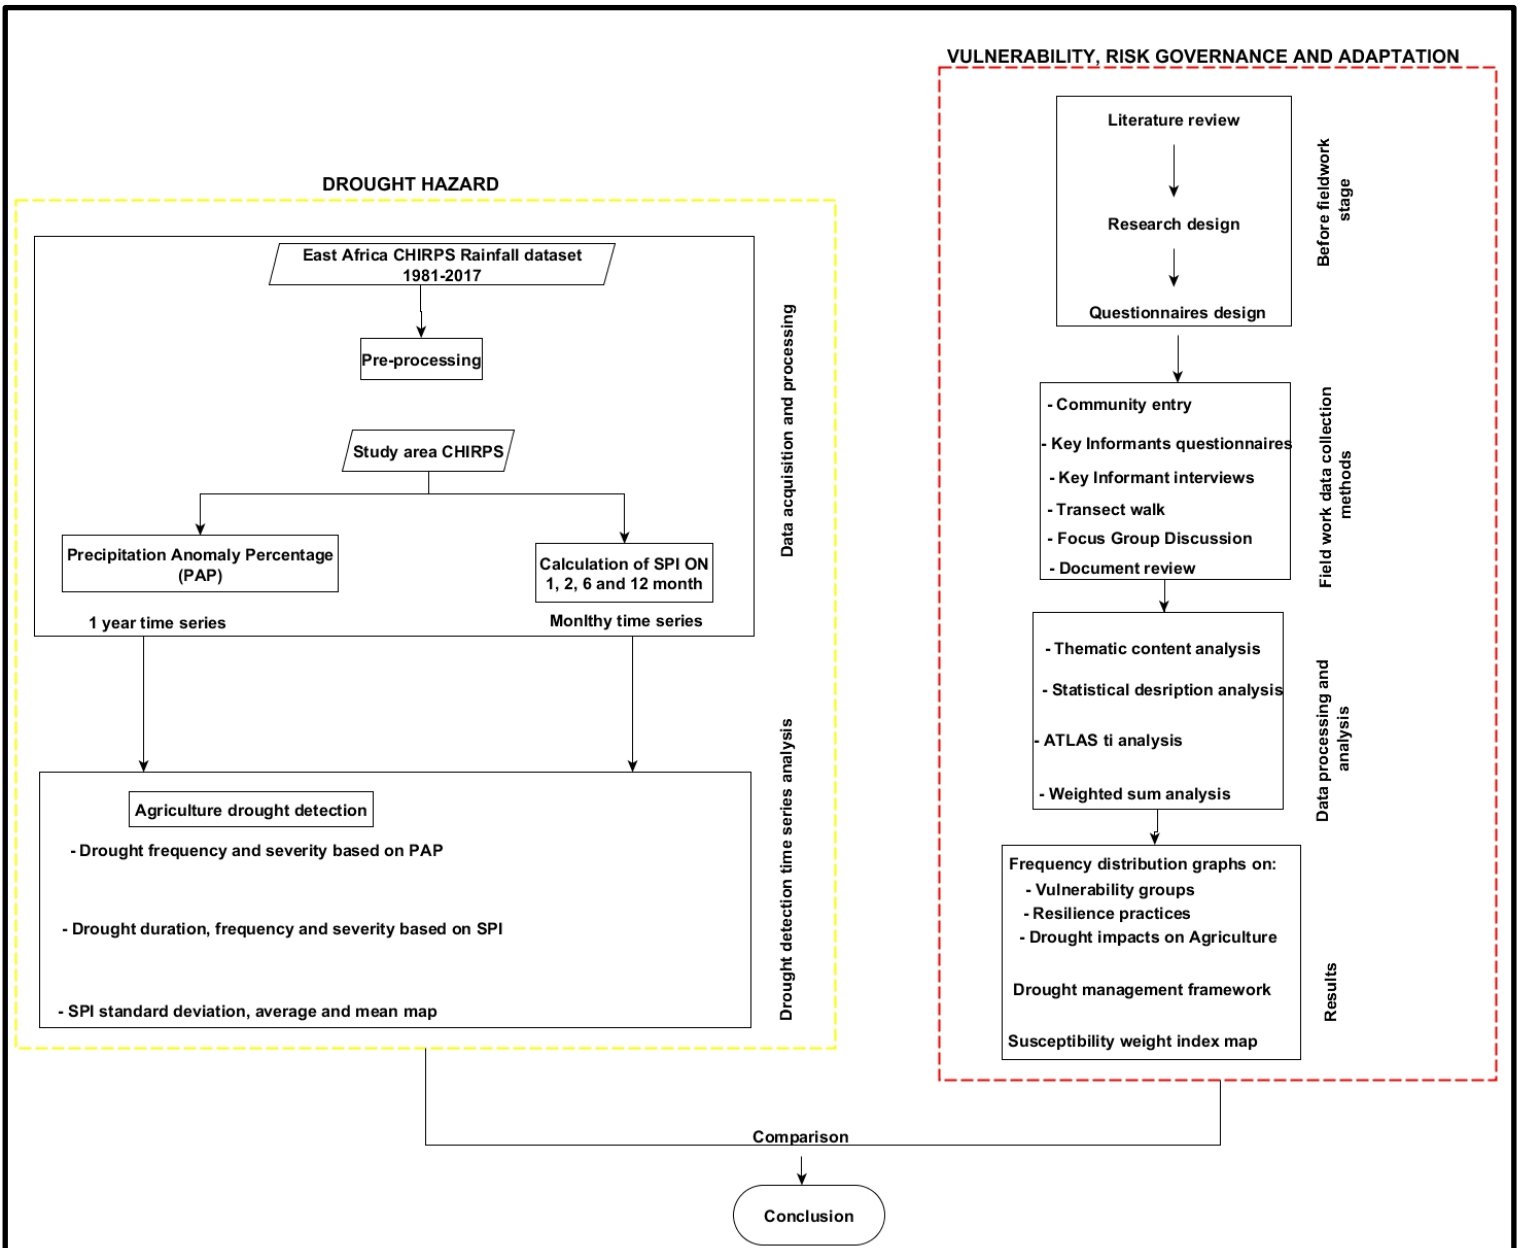 VULNERABILITY, RISK GOVERNANCE AND ADAPTATION
DROUGHT HAZARD
East Africa CHIRPS Rainfall dataset
1981-2017
Pre-processing
Study area CHIRPS
Precipitation Anomaly Percentage
(PAP)
Calculation of SPI ON
1, 2, 6 and 12 month
1 year time series
Monlthy time series
Data acquisition and processing
Agriculture drought detection
- Drought frequency and severity based on PAP
- Drought duration, frequency and severity based on SPI
- SPI standard deviation, average and mean map
Drought detection time series analysis
Literature review
Research design
Questionnaires design
Before fieldwork
stage
- Community entry
- Key Informants questionnaires
- Key Informant interviews
- Transect walk
- Focus Group Discussion
- Document review
Field work data collection
methods
- Thematic content analysis
- Statistical desription analysis
- ATLAS ti analysis
- Weighted sum analysis
Data processing and
analysis
Frequency distribution graphs on:
- Vulnerability groups
- Resilience practices
- Drought impacts on Agriculture
Drought management framework
Susceptibility weight index map
Results
Comparison
Conclusion